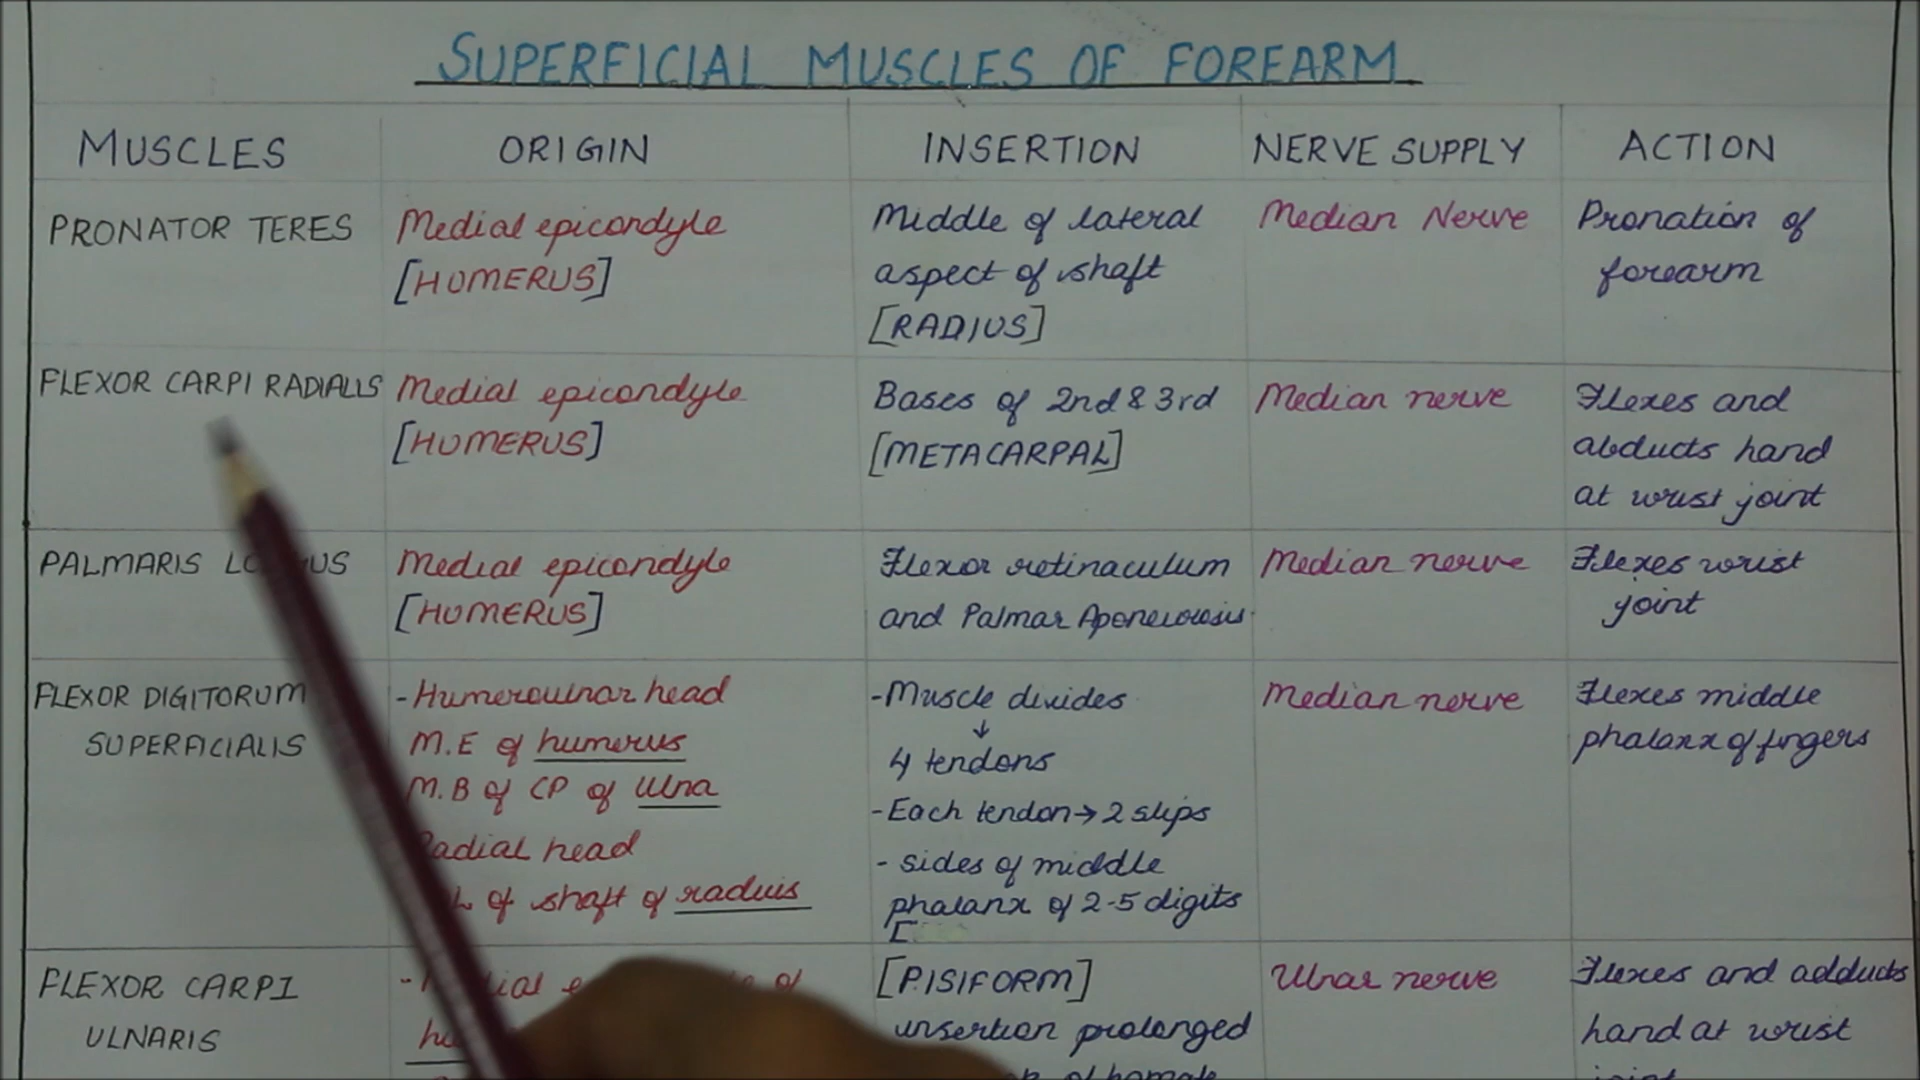 SUPERFICIAL MUSCLES OF FOREARM
MUSCLES ORIGIN INSERTION NERVE SUPPLY ACTION
PRONATOR TERES
Medial epicondyle
[HUMERUS]
Middle of lateral
aspect of shaft
[RADIUS]
Median Nerve
Pronation of
forearm
FLEXOR CARPI RADIALIS
Medial epicondyle
[HUMERUS]
Bases of 2nd & 3rd
[METACARPAL]
Median nerve
Flexes and
abducts hand
at wrist joint
PALMARIS
Medial epicondyle
[HUMERUS]
Flexor retinaculum
and Palmar Aponeurosis
Median nerve
Flexes wrist
joint
FLEXOR DIGITORUM
SUPERFICIALIS
- Humeroulnar head
M.E of humerus
M.B of CP of Ulna
head
of shaft of raduis
- Muscle divides
↓
4 tendons
- Each tendon → 2 slips
- sides of middle
phalanx of 2-5 digits
[
Median nerve
Flexes middle
phalanx of fingers
FLEXOR CARPI
ULNARIS
of
[PISIFORM]
insertion prolonged
Ulnar nerve
Flexes and adducts
hand at wrist